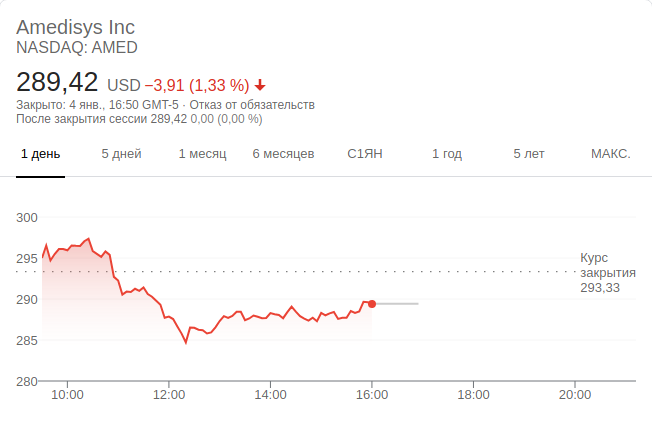 Amedisys Inc
NASDAQ: AMED
289,42 USD −3,91 (1,33 %)
Закрыто: 4 янв., 16:50 GMT-5 · Отказ от обязательств
После закрытия сессии 289,42 0,00 (0,00 %)
1 день 5 дней 1 месяц 6 месяцев С1ЯН 1 год 5 лет МАКС.
300
295
290
285
280
Курс
закрытия
293,33
10:00 12:00 14:00 16:00 18:00 20:00